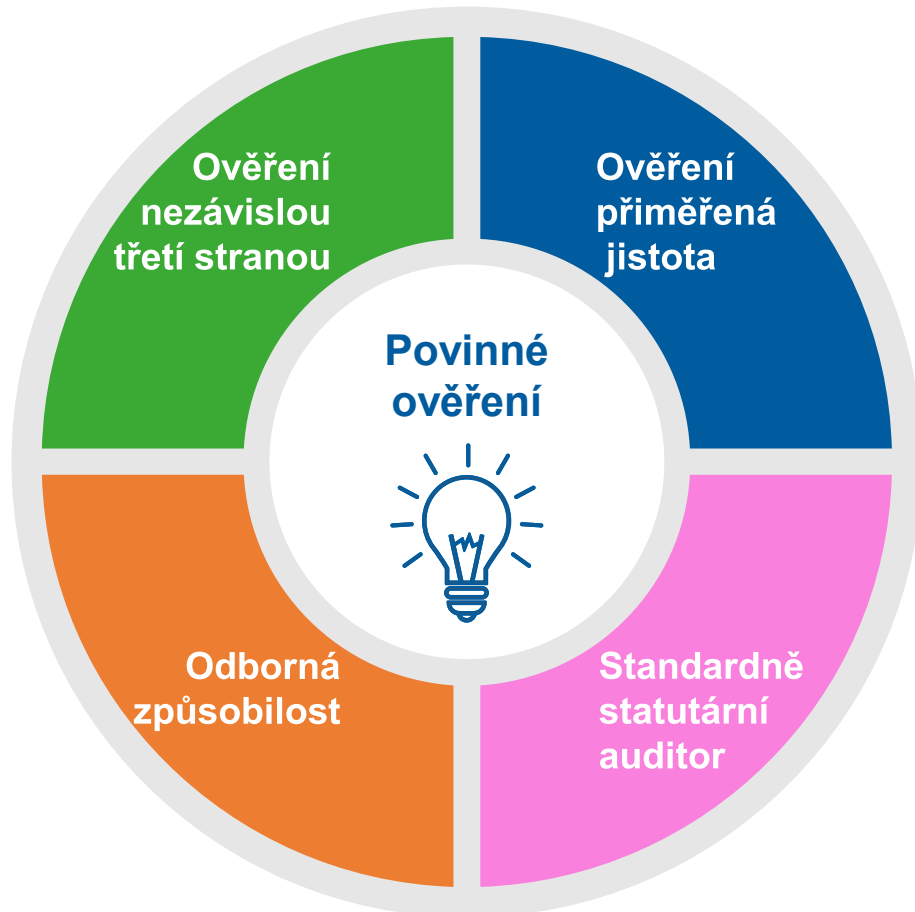 Ověření
nezávislou
třetí stranou
Ověření
přiměřená
jistota
Povinné
ověření
Odborná
způsobilost
Standardně
statutární
auditor